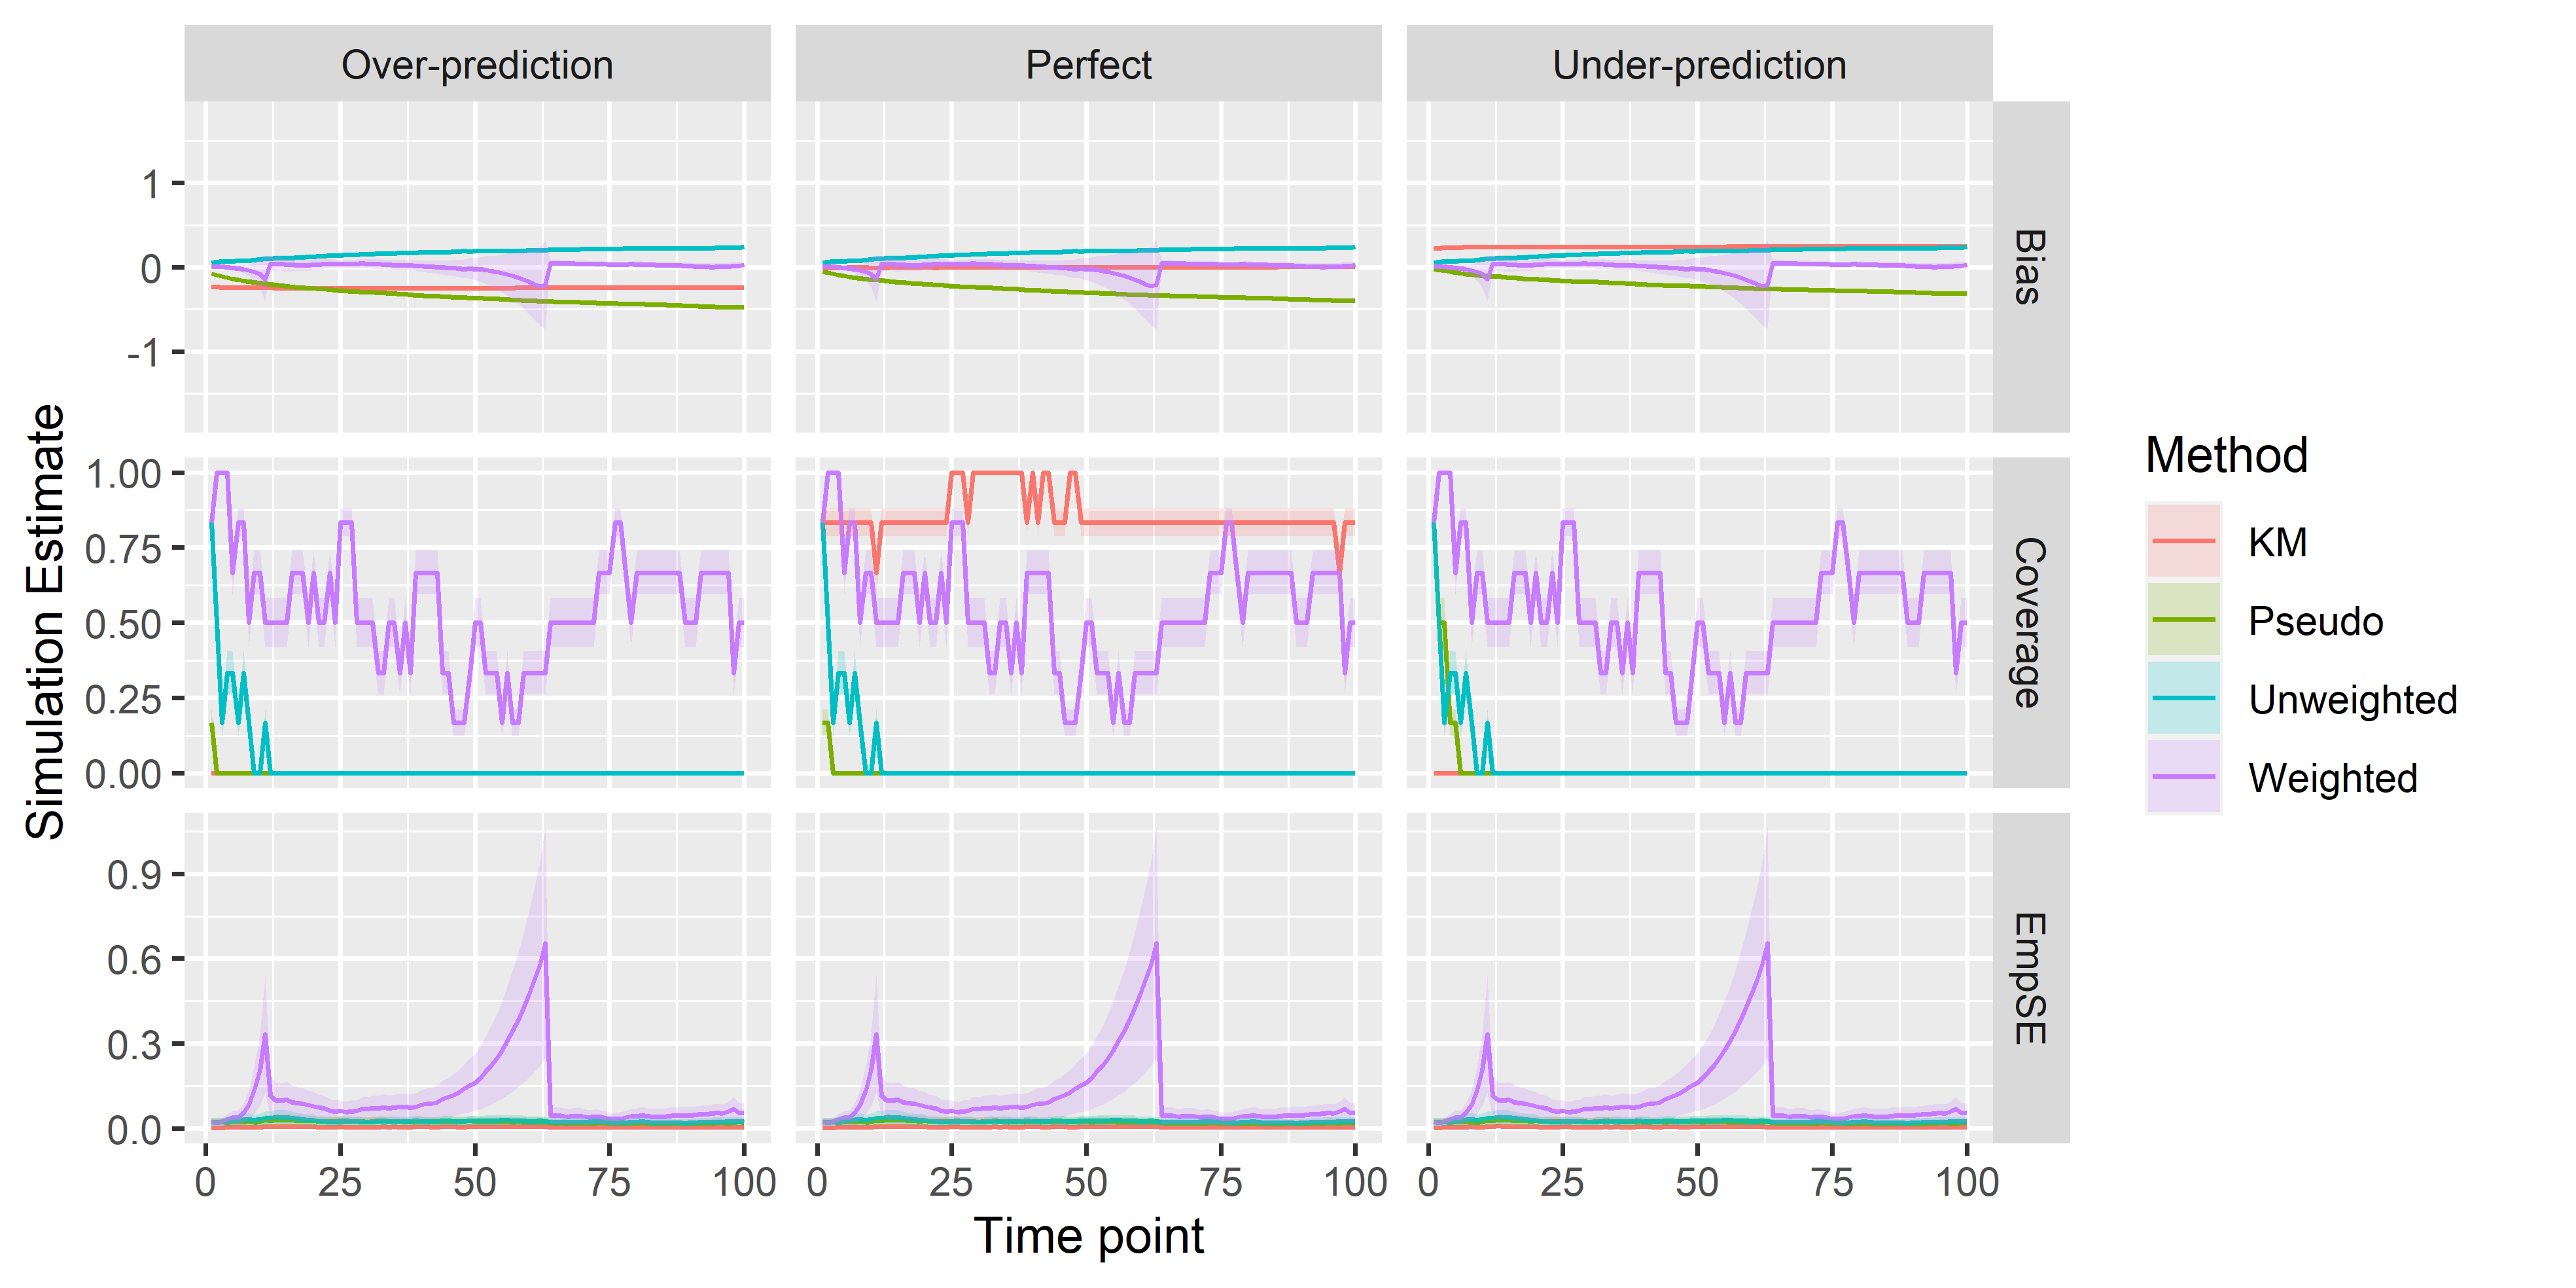 Over-prediction
Perfect
Under-prediction
1
0
-1
Bias
1.00
0.75
0.50
0.25
0.00
Coverage
0.9
0.6
0.3
0.0
EmpSE
0 25 50 75 100
0 25 50 75 100
0 25 50 75 100
Time point
Simulation Estimate
Method
KM
Pseudo
Unweighted
Weighted